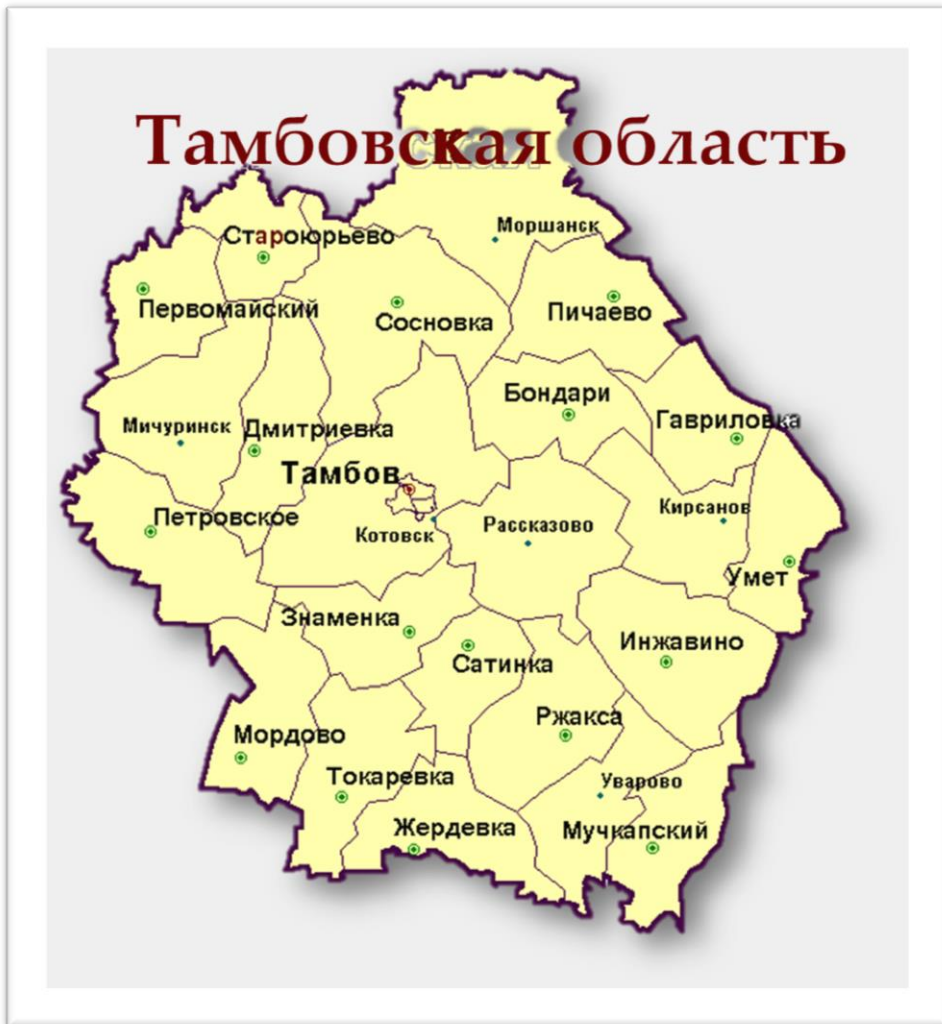 Тамбовская область
Моршанск
Староюрьево
Первомайский
Сосновка
Пичаево
Бондари
Гавриловка
Мичуринск
Дмитриевка
Тамбов
Петровское
Котовск
Рассказово
Кирсанов
Умет
Знаменка
Сатинка
Инжавино
Ржакса
Мордово
Токаревка
Уварово
Жердевка
Мучкапский